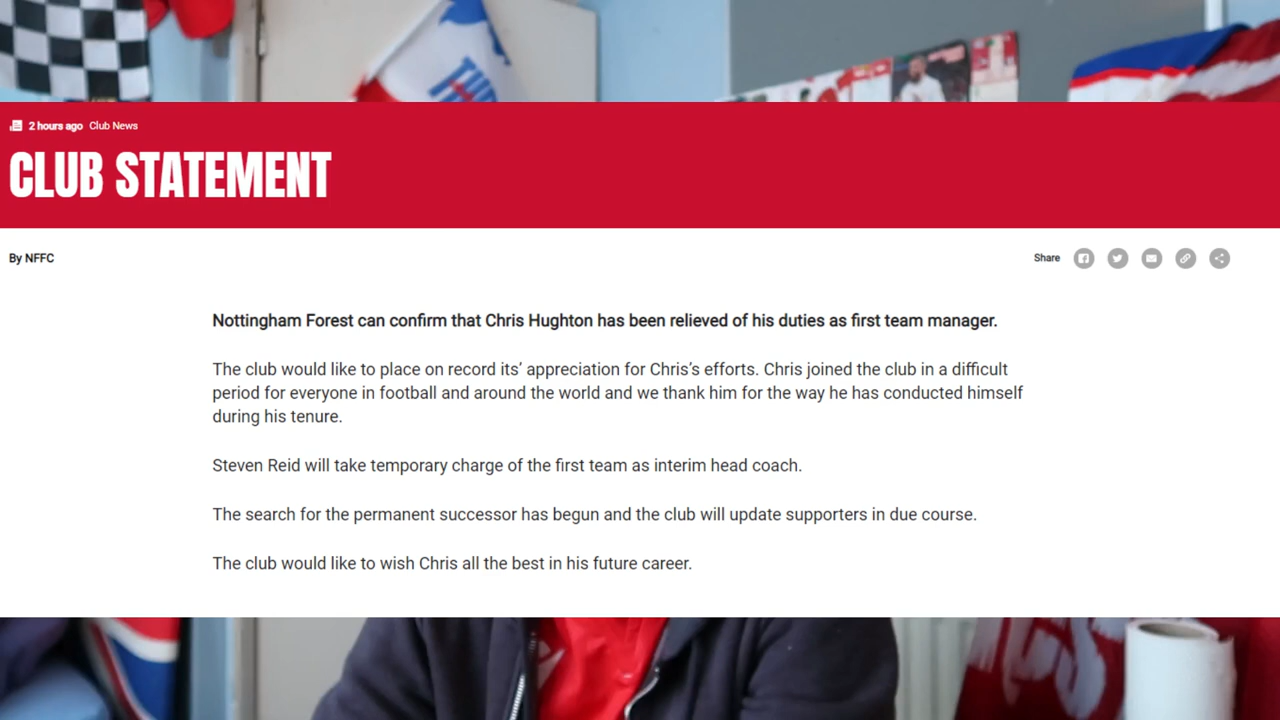 2 hours ago Club News
CLUB STATEMENT
By NFFC
Share
Nottingham Forest can confirm that Chris Hughton has been relieved of his duties as first team manager.
The club would like to place on record its’ appreciation for Chris’s efforts. Chris joined the club in a difficult
period for everyone in football and around the world and we thank him for the way he has conducted himself
during his tenure.
Steven Reid will take temporary charge of the first team as interim head coach.
The search for the permanent successor has begun and the club will update supporters in due course.
The club would like to wish Chris all the best in his future career.